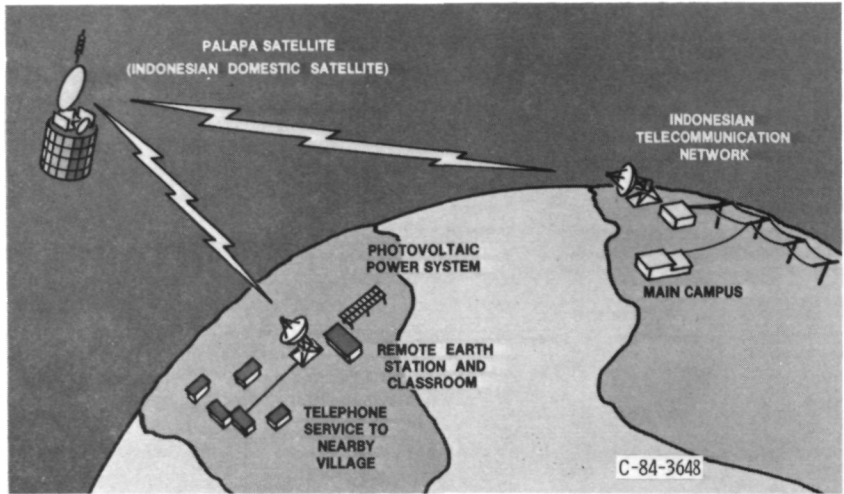 PALAPA SATELLITE
(INDONESIAN DOMESTIC SATELLITE)
INDONESIAN
TELECOMMUNICATION
NETWORK
PHOTOVOLTAIC
POWER SYSTEM
MAIN CAMPUS
REMOTE EARTH
STATION AND
CLASSROOM
TELEPHONE
SERVICE TO
NEARBY
VILLAGE
C-84-3648